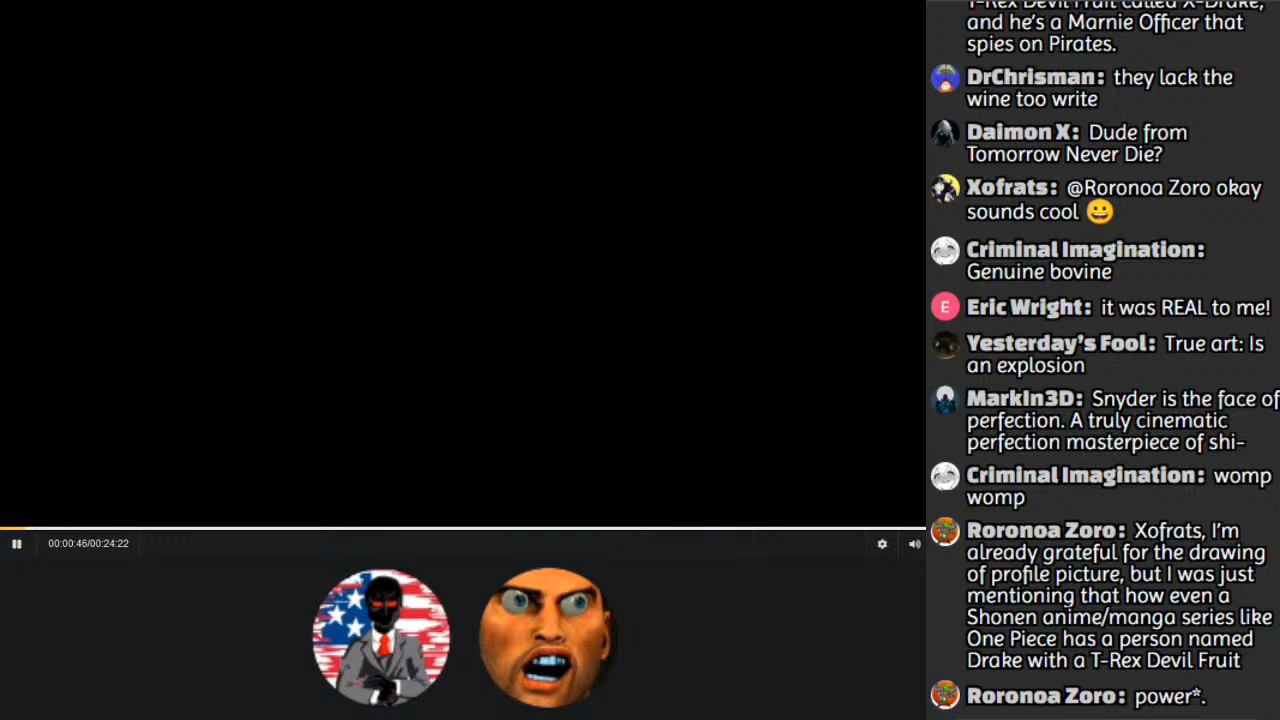 T-Rex Devil Fruit called X-Drake,
and he's a Marnie Officer that
spies on Pirates.
DrChrisman: they lack the
wine too write
Daimon X: Dude from
Tomorrow Never Die?
Xofrats: @Roronoa Zoro okay
sounds cool 😀
Criminal Imagination:
Genuine bovine
E Eric Wright: it was REAL to me!
Yesterday's Fool: True art: Is
an explosion
MarkIn3D: Snyder is the face of
perfection. A truly cinematic
perfection masterpiece of shi-
Criminal Imagination: womp
womp
Roronoa Zoro: Xofrats, I'm
already grateful for the drawing
of profile picture, but I was just
mentioning that how even a
Shonen anime/manga series like
One Piece has a person named
Drake with a T-Rex Devil Fruit
Roronoa Zoro: power*.
00:00:46/00:24:22